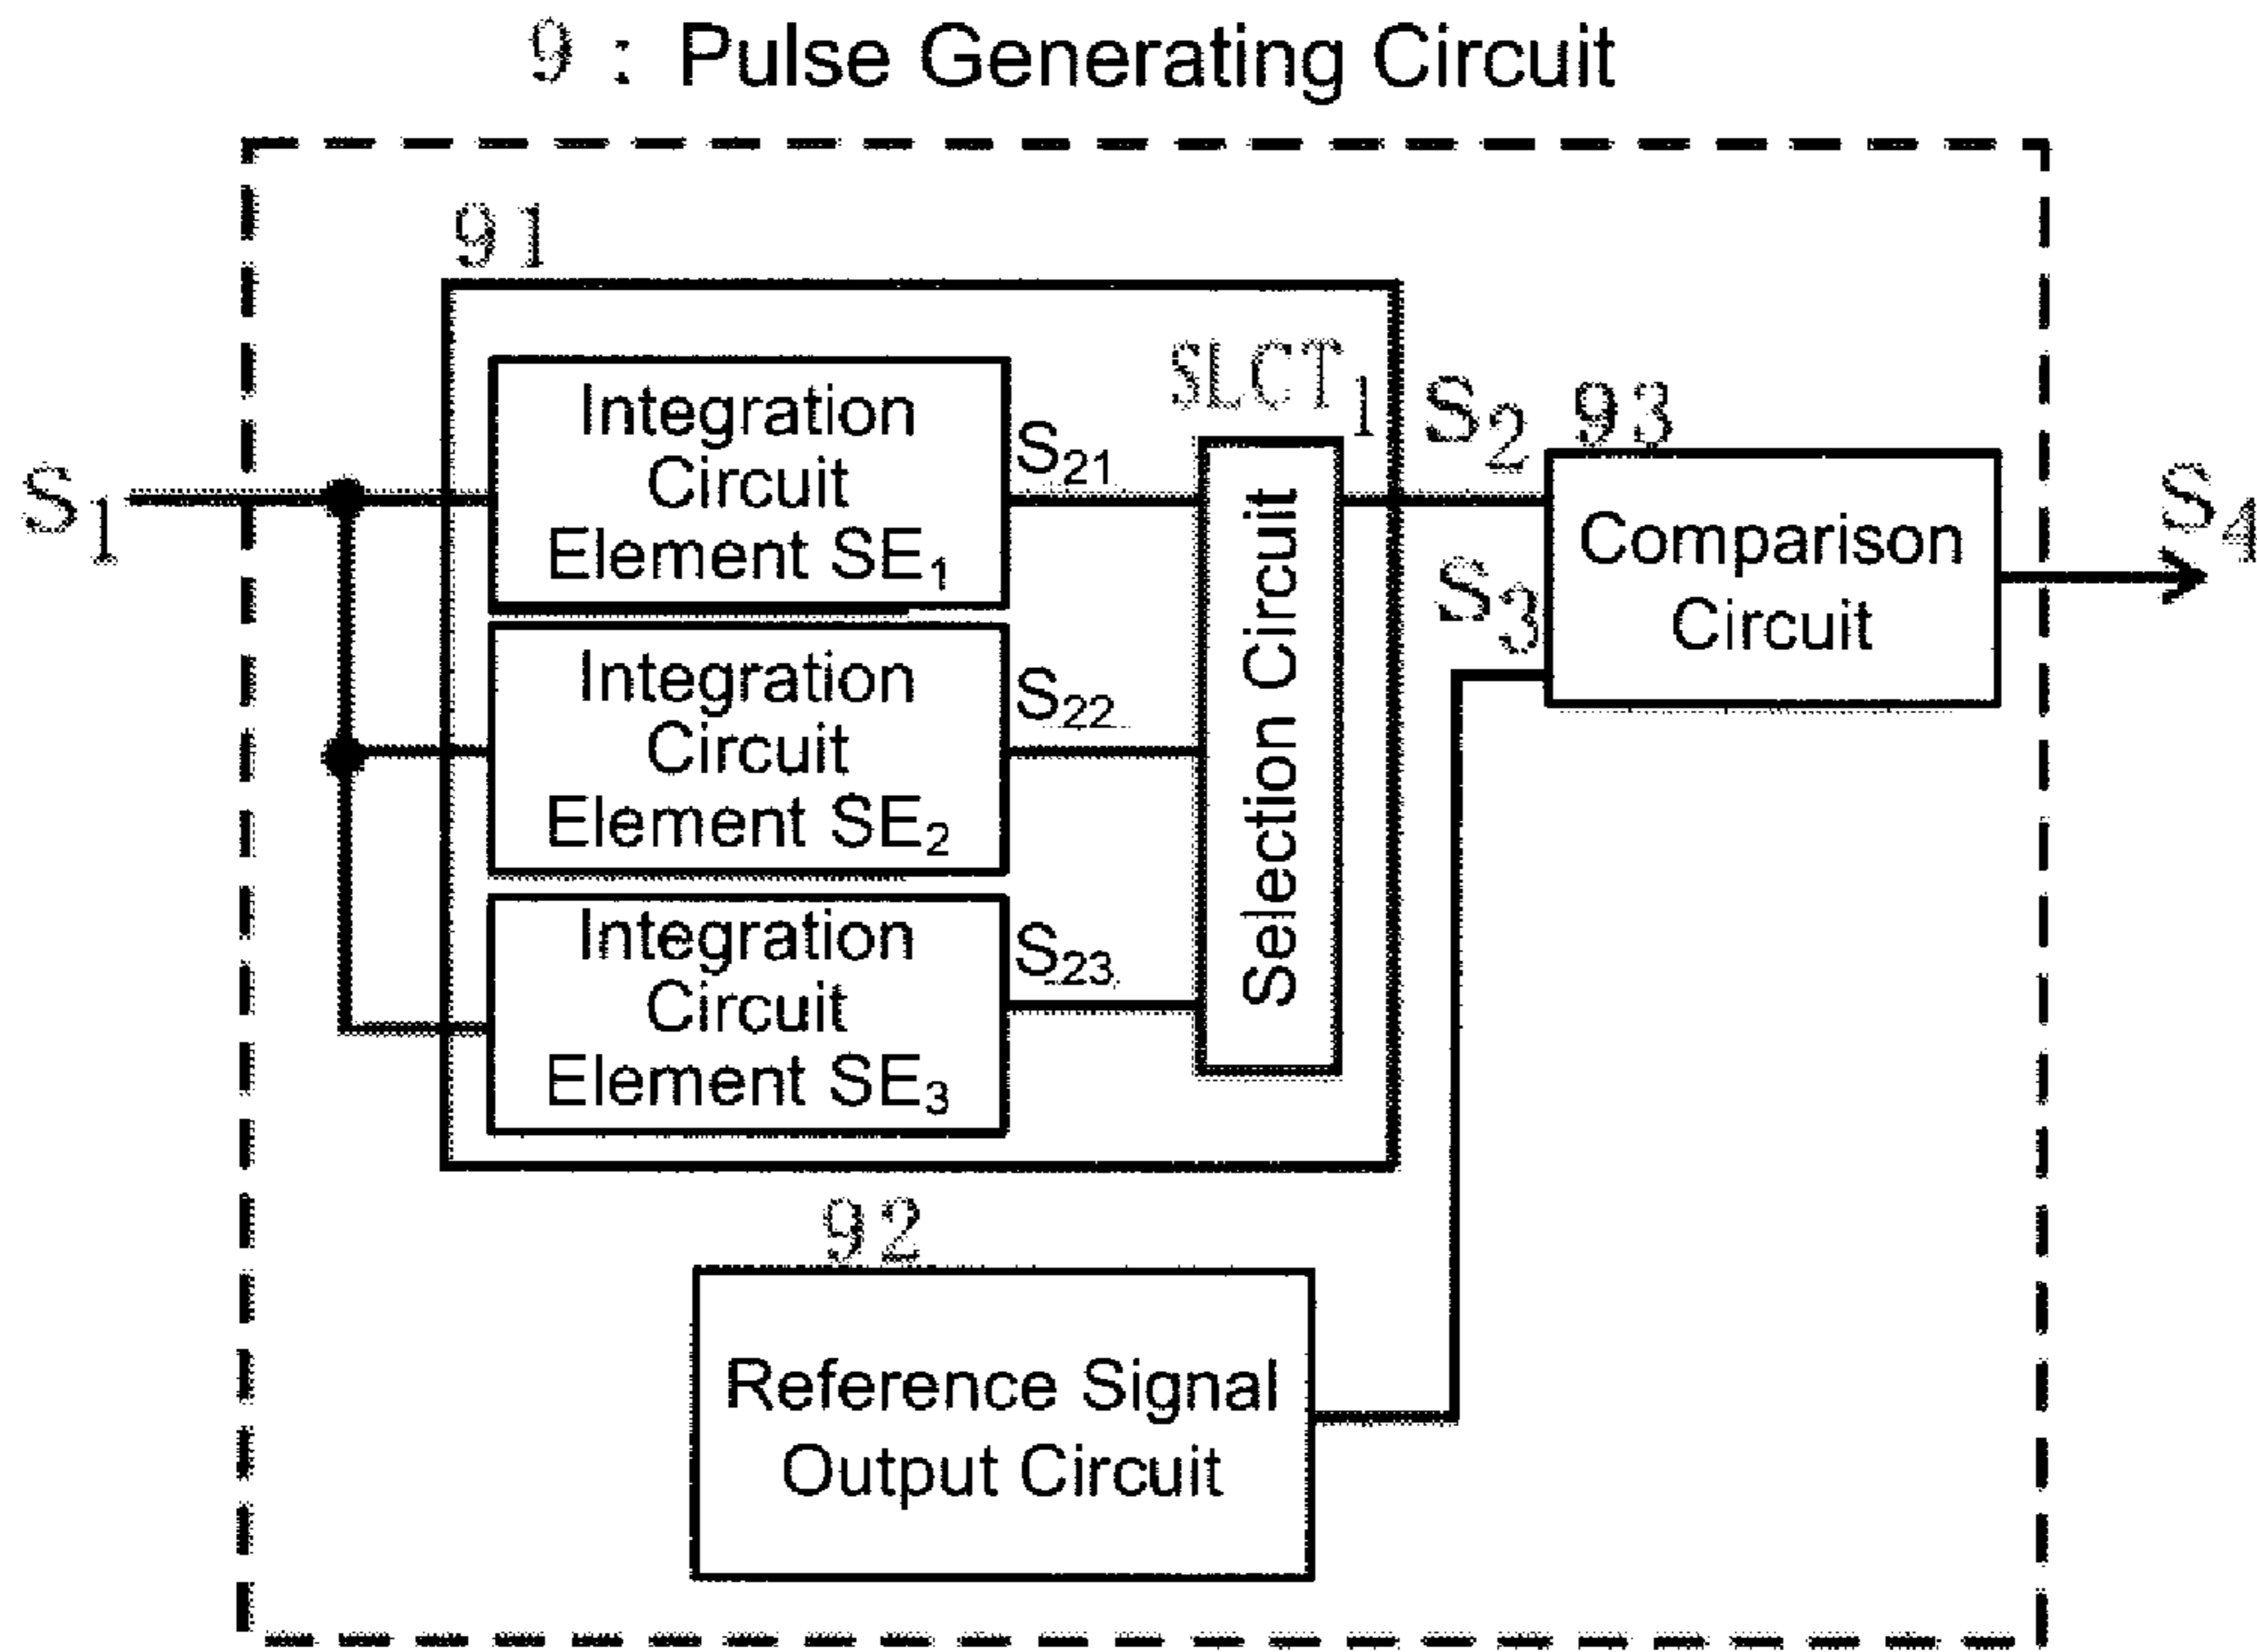 9 : Pulse Generating Circuit
91
Integration
Circuit
Element SE₁
S₂₁
SLCT₁
S₂
93
S₁
Selection Circuit
Comparison
Circuit
S₃
S₄
Integration
Circuit
Element SE₂
S₂₂
Integration
Circuit
Element SE₃
S₂₃
92
Reference Signal
Output Circuit